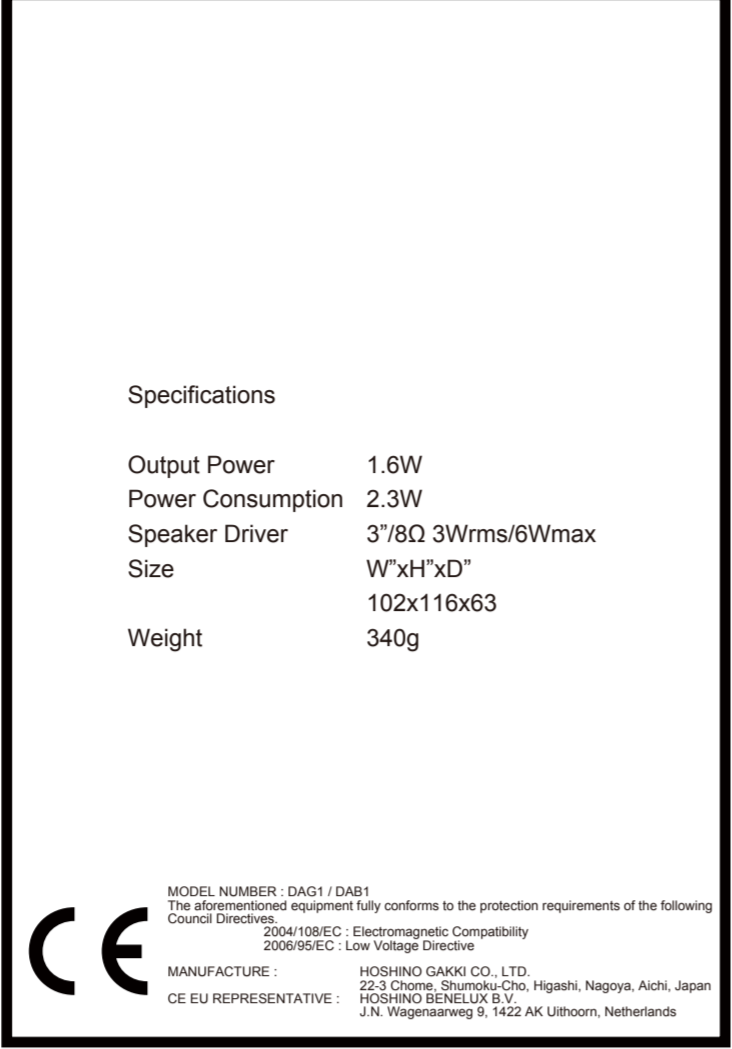 Specifications
Output Power 1.6W
Power Consumption 2.3W
Speaker Driver 3”/8Ω 3Wrms/6Wmax
Size W”xH”xD”
102x116x63
Weight 340g
CE
MODEL NUMBER : DAG1 / DAB1
The aforementioned equipment fully conforms to the protection requirements of the following
Council Directives.
2004/108/EC : Electromagnetic Compatibility
2006/95/EC : Low Voltage Directive
MANUFACTURE : HOSHINO GAKKI CO., LTD.
22-3 Chome, Shumoku-Cho, Higashi, Nagoya, Aichi, Japan
CE EU REPRESENTATIVE : HOSHINO BENELUX B.V.
J.N. Wagenaarweg 9, 1422 AK Uithoorn, Netherlands